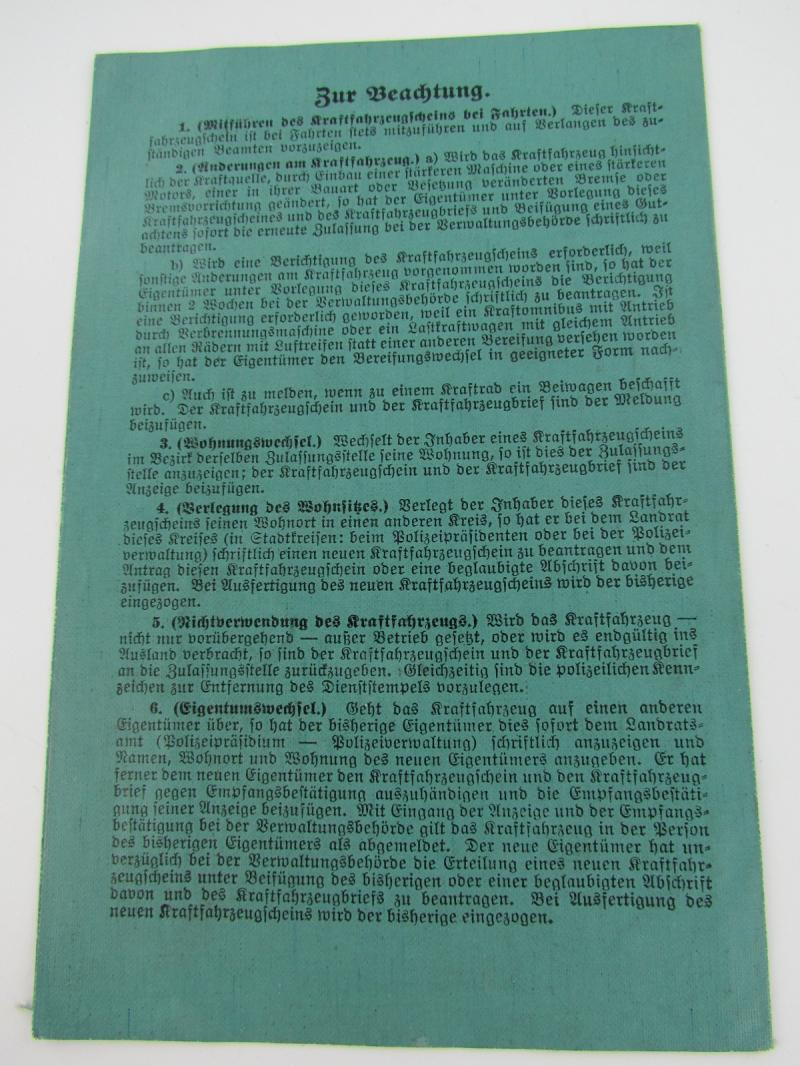 Zur Beachtung.
1. (Mitführen des Kraftfahrzeugscheins bei Fahrten.) Dieser Kraft-
fahrzeugschein ist bei Fahrten stets mitzuführen und auf Verlangen des zu-
ständigen Beamten vorzuzeigen.
2. (Änderungen am Kraftfahrzeug.) a) Wird das Kraftfahrzeug hinsicht-
lich der Kraftquelle, durch Einbau einer stärkeren Maschine oder eines stärkeren
Motors, einer in ihrer Bauart oder Besetzung veränderten Bremse oder
Bremsvorrichtung geändert, so hat der Eigentümer unter Vorlegung dieses
Kraftfahrzeugscheines und des Kraftfahrzeugbriefs und Beifügung eines Gut-
achtens sofort die erneute Zulassung bei der Verwaltungsbehörde schriftlich zu
beantragen.
b) Wird eine Berichtigung des Kraftfahrzeugscheins erforderlich, weil
sonstige Änderungen am Kraftfahrzeug vorgenommen worden sind, so hat der
Eigentümer unter Vorlegung dieses Kraftfahrzeugscheins die Berichtigung
binnen 2 Wochen bei der Verwaltungsbehörde schriftlich zu beantragen. Ist
eine Berichtigung erforderlich geworden, weil ein Kraftomnibus mit Antrieb
durch Verbrennungsmaschine oder ein Lastkraftwagen mit gleichem Antrieb
an allen Rädern mit Luftreifen statt einer anderen Bereifung versehen worden
ist, so hat der Eigentümer den Bereifungswechsel in geeigneter Form nach-
zuweisen.
c) Auch ist zu melden, wenn zu einem Kraftrad ein Beiwagen beschafft
wird. Der Kraftfahrzeugschein und der Kraftfahrzeugbrief sind der Meldung
beizufügen.
3. (Wohnungswechsel.) Wechselt der Inhaber eines Kraftfahrzeugscheins
im Bezirk derselben Zulassungsstelle seine Wohnung, so ist dies der Zulassungs-
stelle anzuzeigen; der Kraftfahrzeugschein und der Kraftfahrzeugbrief sind der
Anzeige beizufügen.
4. (Verlegung des Wohnsitzes.) Verlegt der Inhaber dieses Kraftfahr-
zeugscheins seinen Wohnort in einen anderen Kreis, so hat er bei dem Landrat
dieses Kreises (in Stadtkreisen: beim Polizeipräsidenten oder bei der Polizei-
verwaltung) schriftlich einen neuen Kraftfahrzeugschein zu beantragen und dem
Antrag diesen Kraftfahrzeugschein oder eine beglaubigte Abschrift davon bei-
zufügen. Bei Ausfertigung des neuen Kraftfahrzeugscheins wird der bisherige
eingezogen.
5. (Nichtverwendung des Kraftfahrzeugs.) Wird das Kraftfahrzeug —
nicht nur vorübergehend — außer Betrieb gesetzt, oder wird es endgültig ins
Ausland verbracht, so sind der Kraftfahrzeugschein und der Kraftfahrzeugbrief
an die Zulassungsstelle zurückzugeben. Gleichzeitig sind die polizeilichen Kenn-
zeichen zur Entfernung des Dienststempels vorzulegen.
6. (Eigentumswechsel.) Geht das Kraftfahrzeug auf einen anderen
Eigentümer über, so hat der bisherige Eigentümer dies sofort dem Landrats-
amt (Polizeipräsidium — Polizeiverwaltung) schriftlich anzuzeigen und
Namen, Wohnort und Wohnung des neuen Eigentümers anzugeben. Er hat
ferner dem neuen Eigentümer den Kraftfahrzeugschein und den Kraftfahrzeug-
brief gegen Empfangsbestätigung auszuhändigen und die Empfangsbestäti-
gung seiner Anzeige beizufügen. Mit Eingang der Anzeige und der Empfangs-
bestätigung bei der Verwaltungsbehörde gilt das Kraftfahrzeug in der Person
des bisherigen Eigentümers als abgemeldet. Der neue Eigentümer hat un-
verzüglich bei der Verwaltungsbehörde die Erteilung eines neuen Kraftfahr-
zeugscheins unter Beifügung des bisherigen oder einer beglaubigten Abschrift
davon und des Kraftfahrzeugbriefs zu beantragen. Bei Ausfertigung des
neuen Kraftfahrzeugscheins wird der bisherige eingezogen.